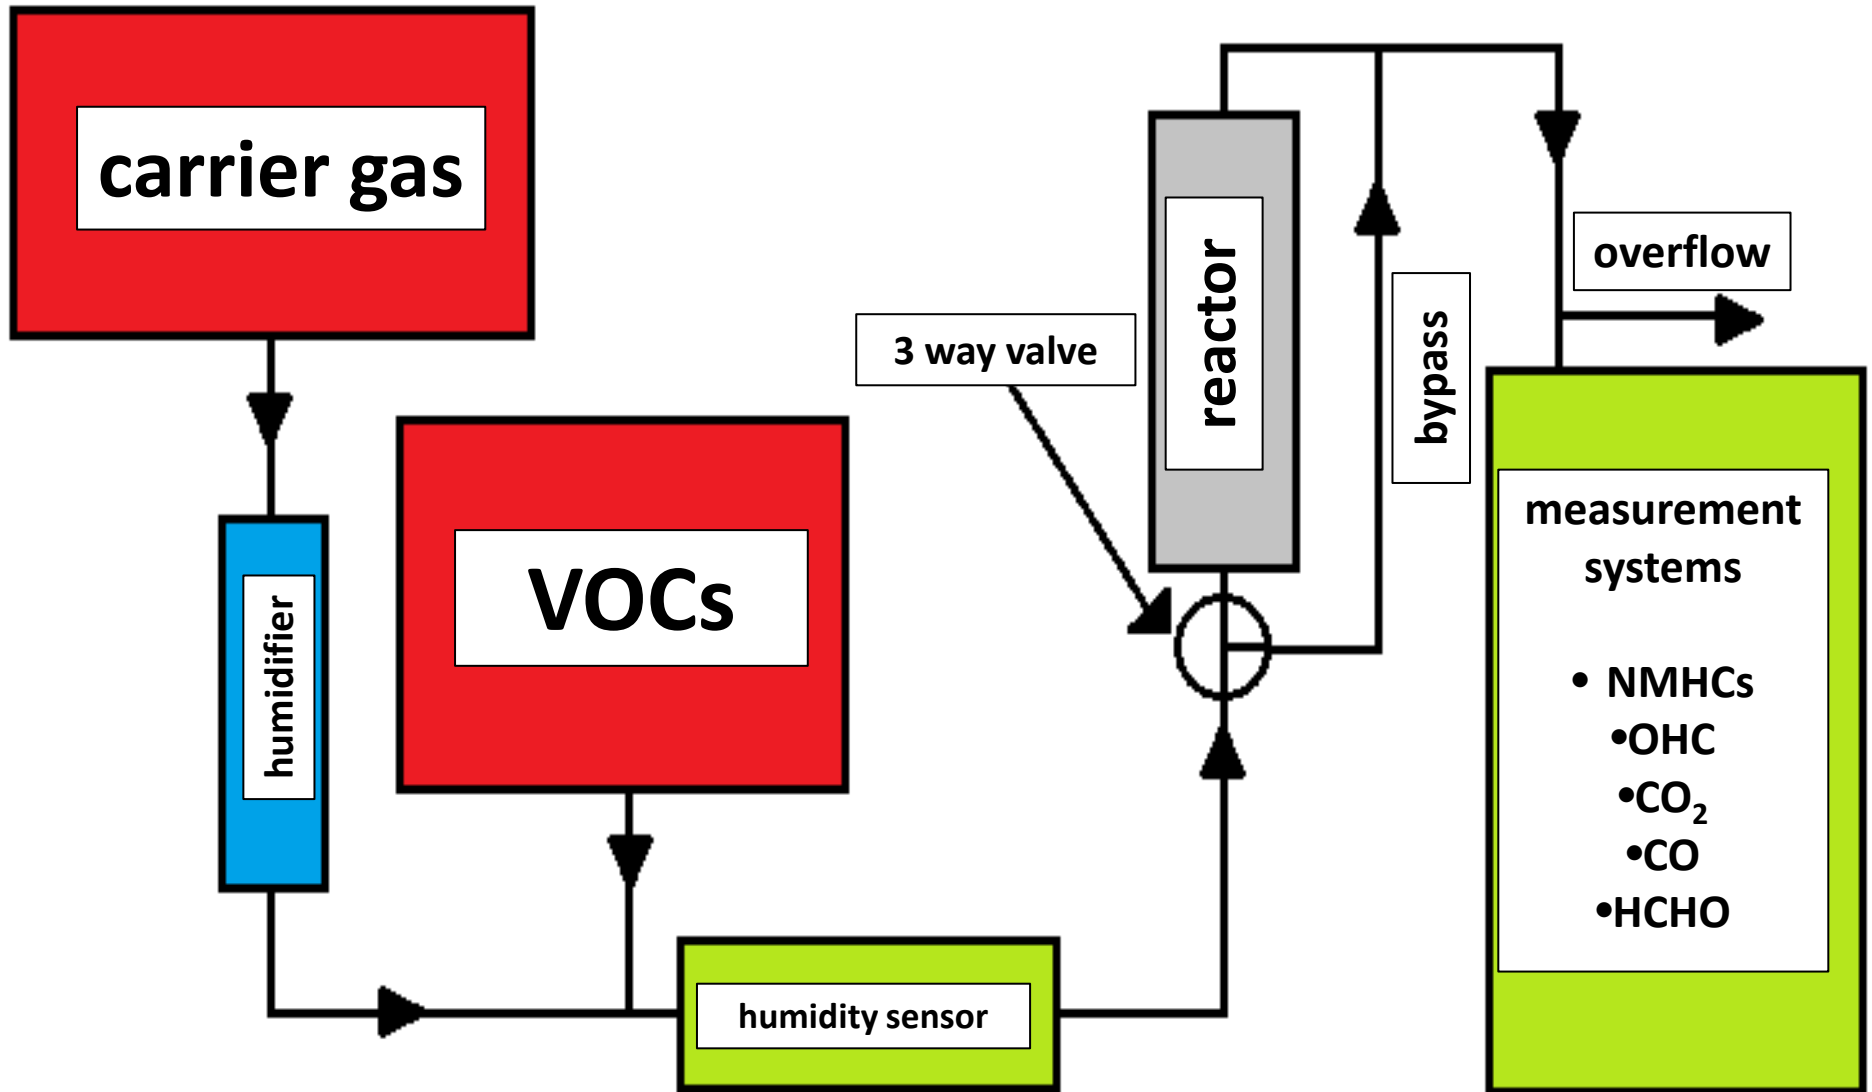 carrier gas
humidifier
VOCs
humidity sensor
3 way valve
reactor
bypass
overflow
measurement
systems
• NMHCs
•OHC
•CO₂
•CO
•HCHO